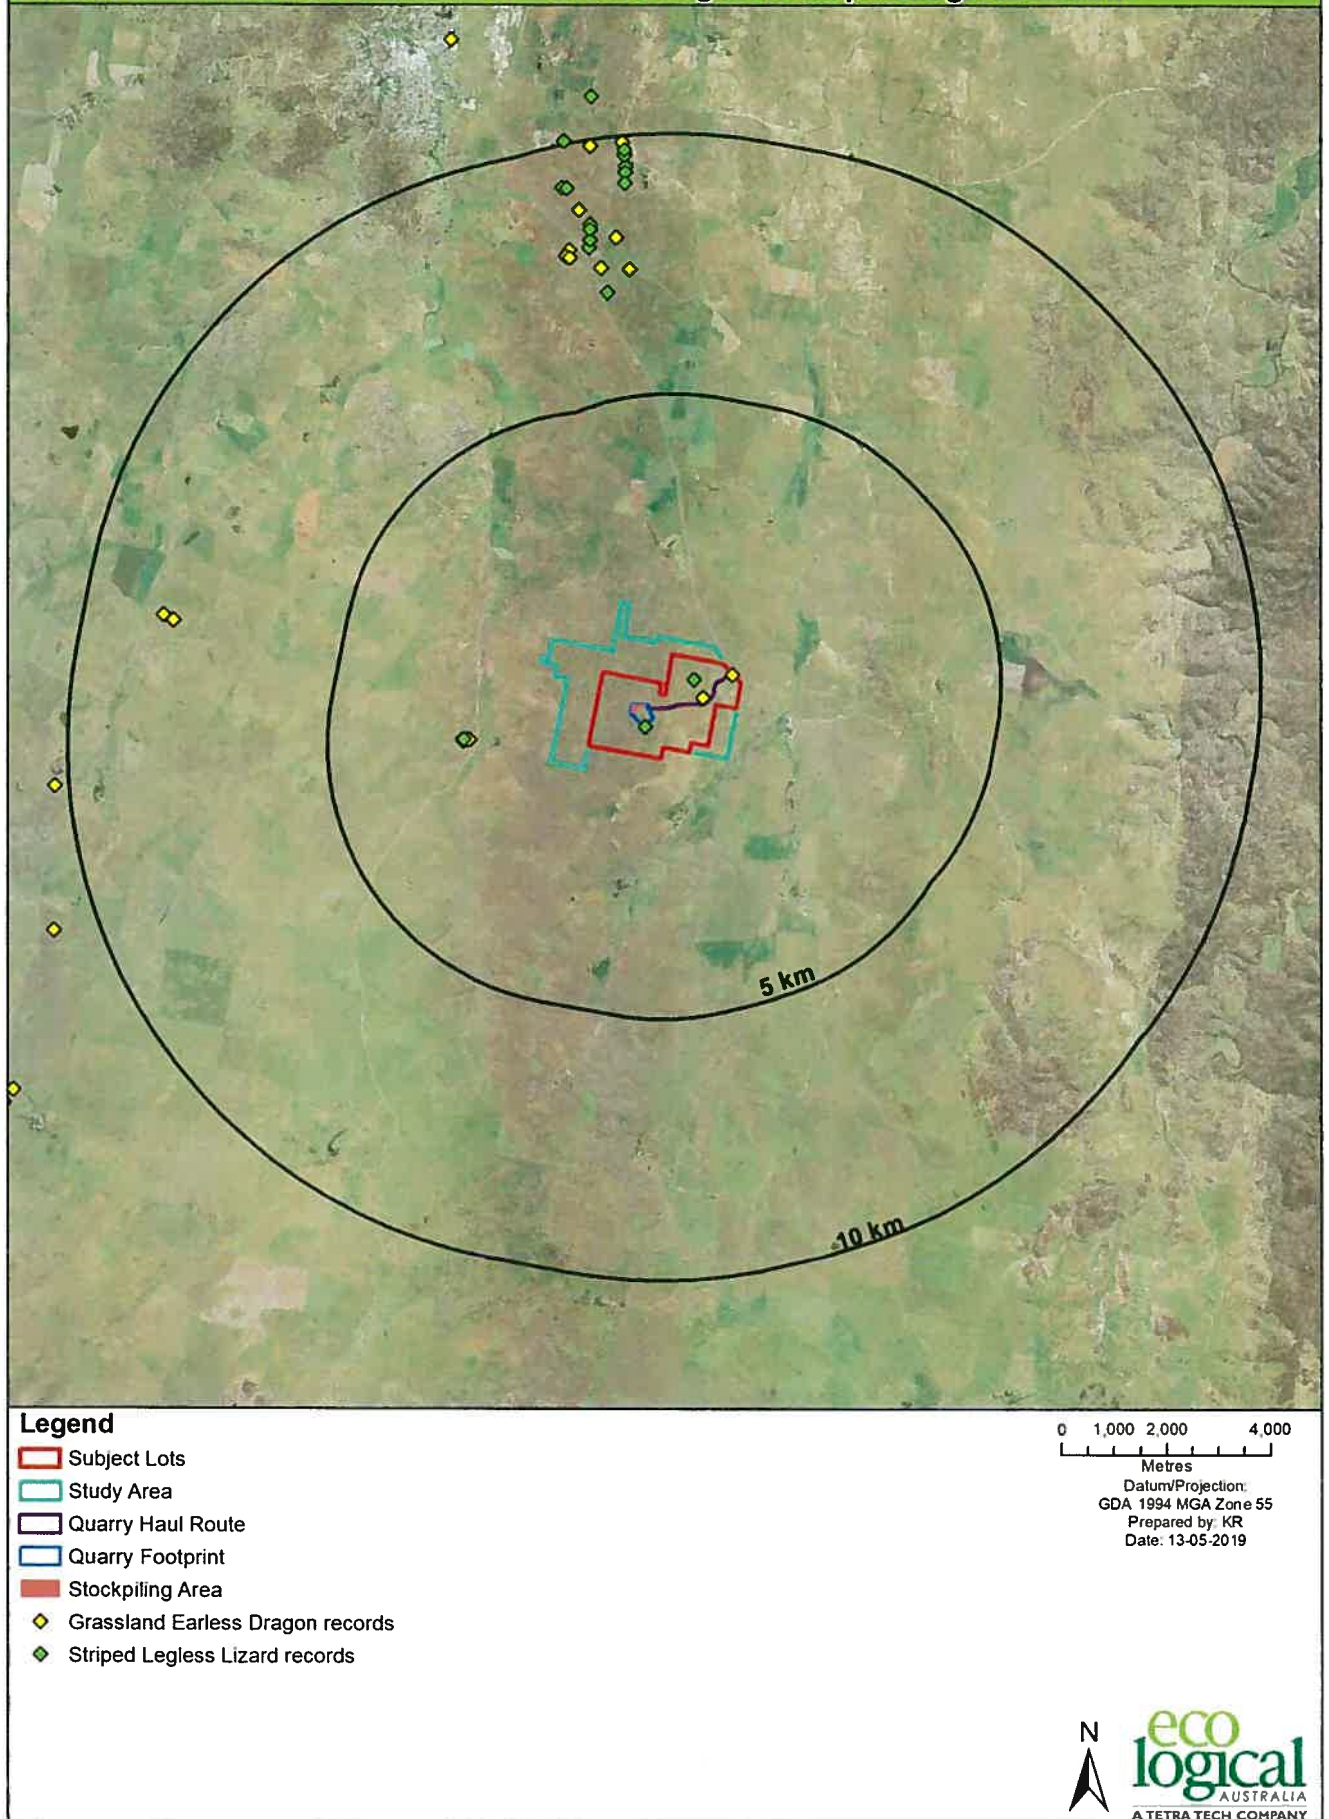 5 km
10 km
Legend
Subject Lots
Study Area
Quarry Haul Route
Quarry Footprint
Stockpiling Area
Grassland Earless Dragon records
Striped Legless Lizard records
0 1,000 2,000 4,000
Metres
Datum/Projection:
GDA 1994 MGA Zone 55
Prepared by: KR
Date: 13-05-2019
N
eco
logical
AUSTRALIA
A TETRA TECH COMPANY